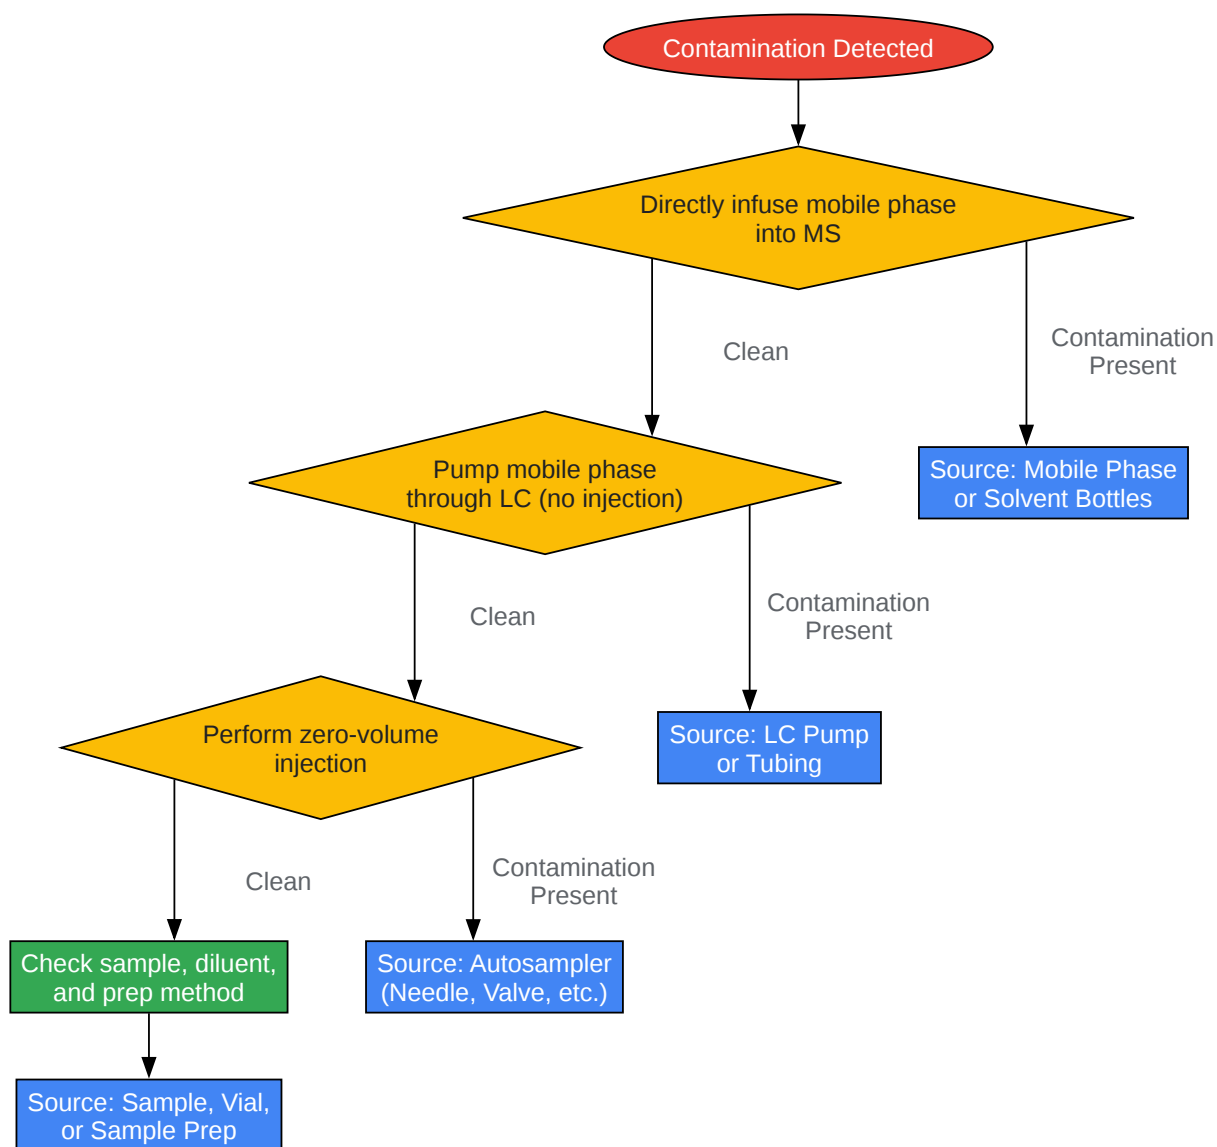 Contamination Detected
Directly infuse mobile phase
into MS
Clean
Contamination
Present
Pump mobile phase
through LC (no injection)
Source: Mobile Phase
or Solvent Bottles
Clean
Contamination
Present
Perform zero-volume
injection
Source: LC Pump
or Tubing
Clean
Contamination
Present
Check sample, diluent,
and prep method
Source: Autosampler
(Needle, Valve, etc.)
Source: Sample, Vial,
or Sample Prep